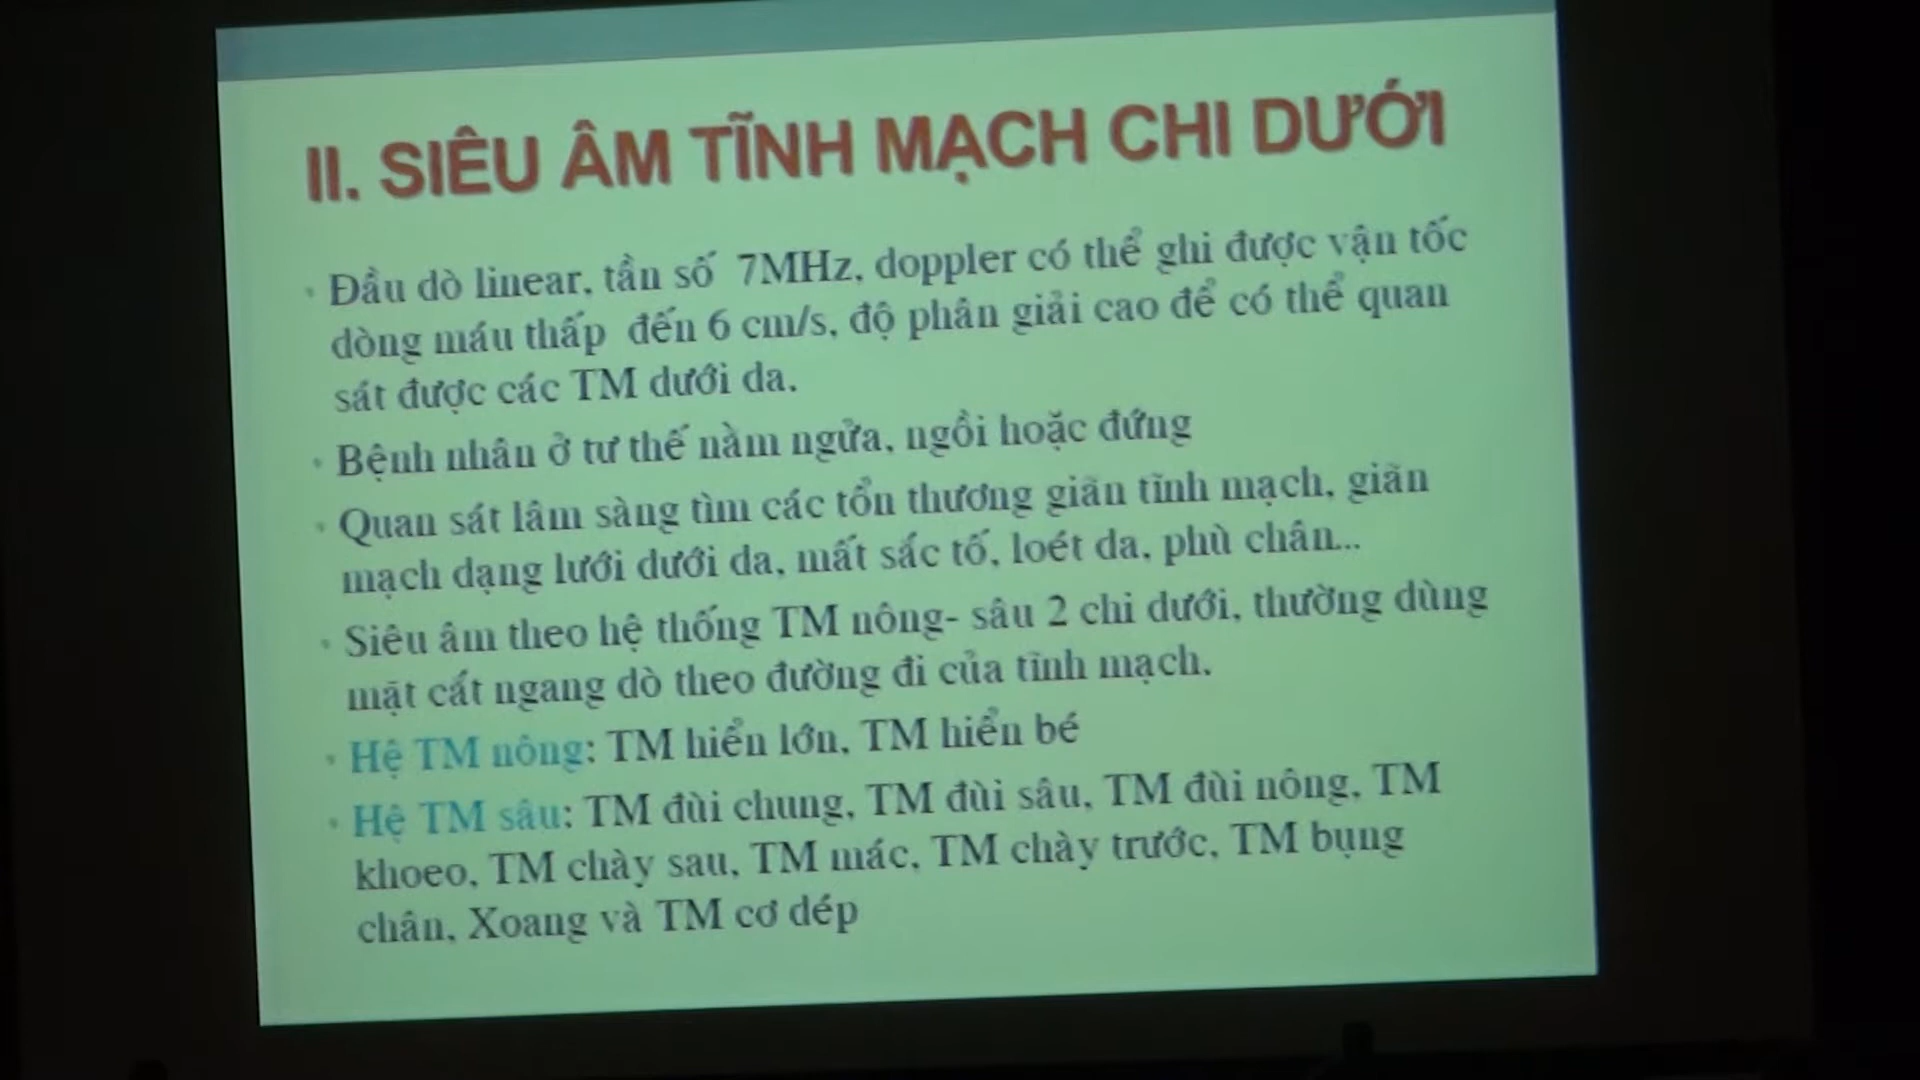 II. SIÊU ÂM TĨNH MẠCH CHI DƯỚI
• Đầu dò linear, tần số 7MHz, doppler có thể ghi được vận tốc
dòng máu thấp đến 6 cm/s, độ phân giải cao để có thể quan
sát được các TM dưới da.
• Bệnh nhân ở tư thế nằm ngửa, ngồi hoặc đứng
• Quan sát lâm sàng tìm các tổn thương giãn tĩnh mạch, giãn
mạch dạng lưới dưới da, mất sắc tố, loét da, phù chân...
• Siêu âm theo hệ thống TM nông- sâu 2 chi dưới, thường dùng
mặt cắt ngang dò theo đường đi của tĩnh mạch.
• Hệ TM nông: TM hiển lớn, TM hiển bé
• Hệ TM sâu: TM đùi chung, TM đùi sâu, TM đùi nông, TM
khoeo, TM chày sau, TM mác, TM chày trước, TM bụng
chân, Xoang và TM cơ dép